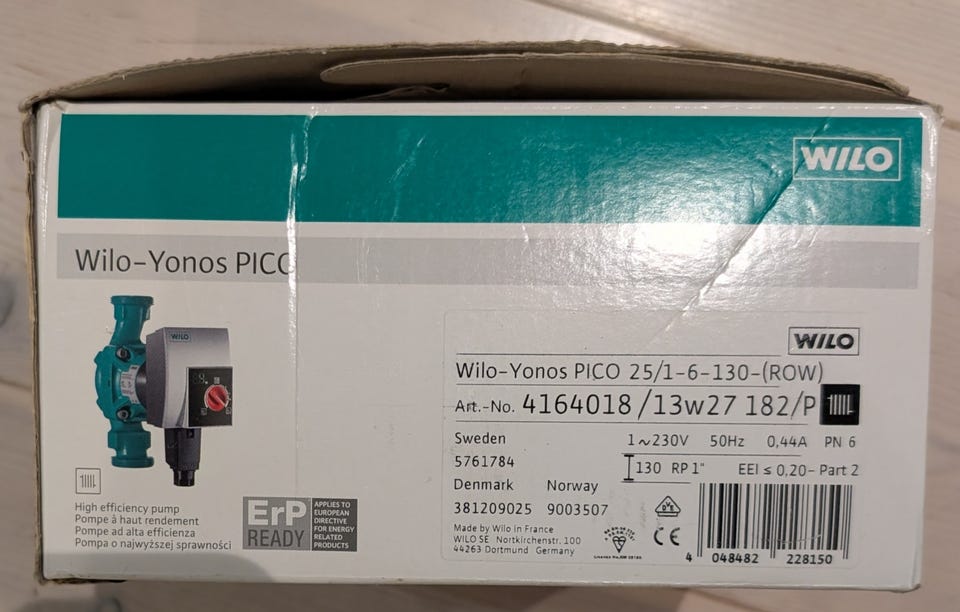 WILO
Wilo-Yonos PICO
WILO
WILO
Wilo-Yonos PICO 25/1-6-130-(ROW)
Art.-No. 4164018/13w27 182/P
Sweden 1~230V 50Hz 0,44A PN 6
5761784 130 RP 1" EEI ≤ 0,20- Part 2
Denmark Norway
381209025 9003507
Made by Wilo in France
WILO SE Nortkirchenstr. 100
44263 Dortmund Germany
CE
4 048482 228150
High efficiency pump
Pompe à haut rendement
Pompe ad alta efficienza
Pompa o najwyższej sprawności
ErP
READY
APPLIES TO
EUROPEAN
DIRECTIVE
FOR ENERGY
RELATED
PRODUCTS